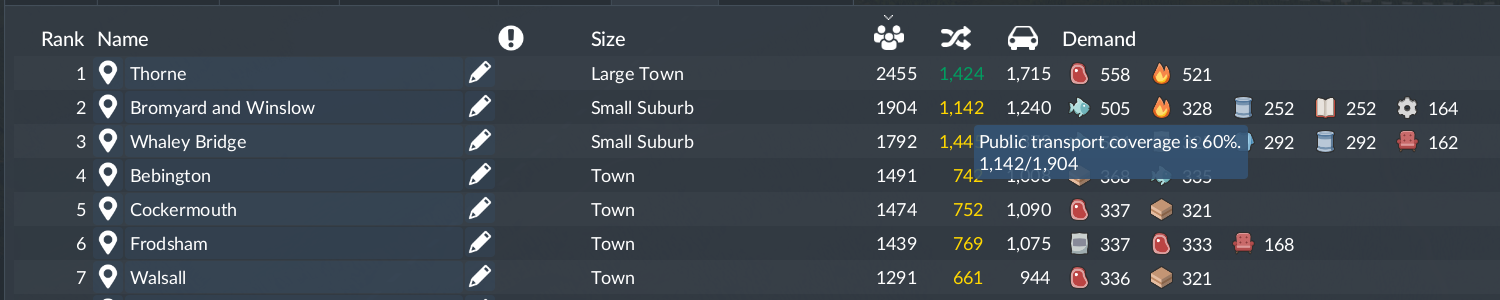 Rank Name Size Demand
1 Thorne Large Town 2455 1,424 1,715 558 521
2 Bromyard and Winslow Small Suburb 1904 1,142 1,240 505 328 252 252 164
3 Whaley Bridge Small Suburb 1792 292 292 162
Public transport coverage is 60%.
1,142/1,904
4 Bebington Town 1491 742 368 335
5 Cockermouth Town 1474 752 1,090 337 321
6 Frodsham Town 1439 769 1,075 337 333 168
7 Walsall Town 1291 661 944 336 321